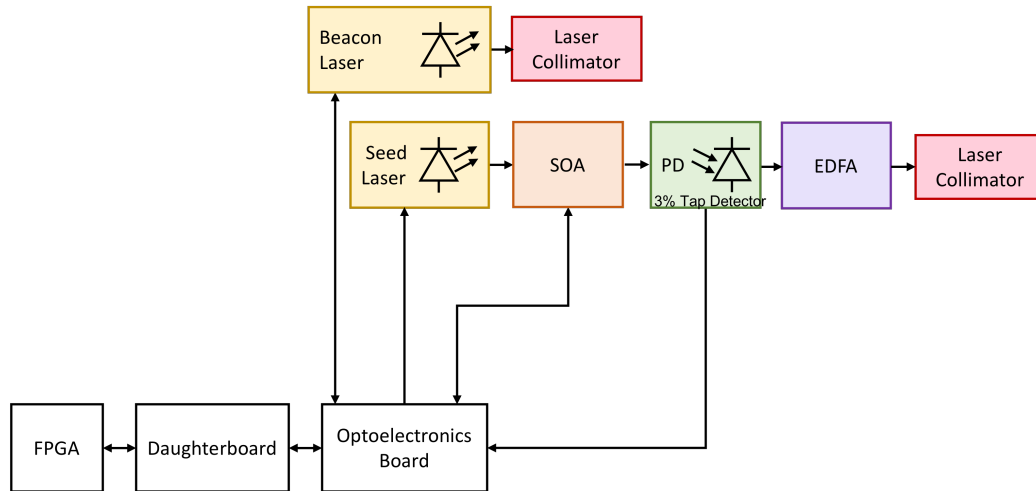 Beacon
Laser
Laser
Collimator
Seed
Laser
SOA
PD
3% Tap Detector
EDFA
Laser
Collimator
FPGA
Daughterboard
Optoelectronics
Board